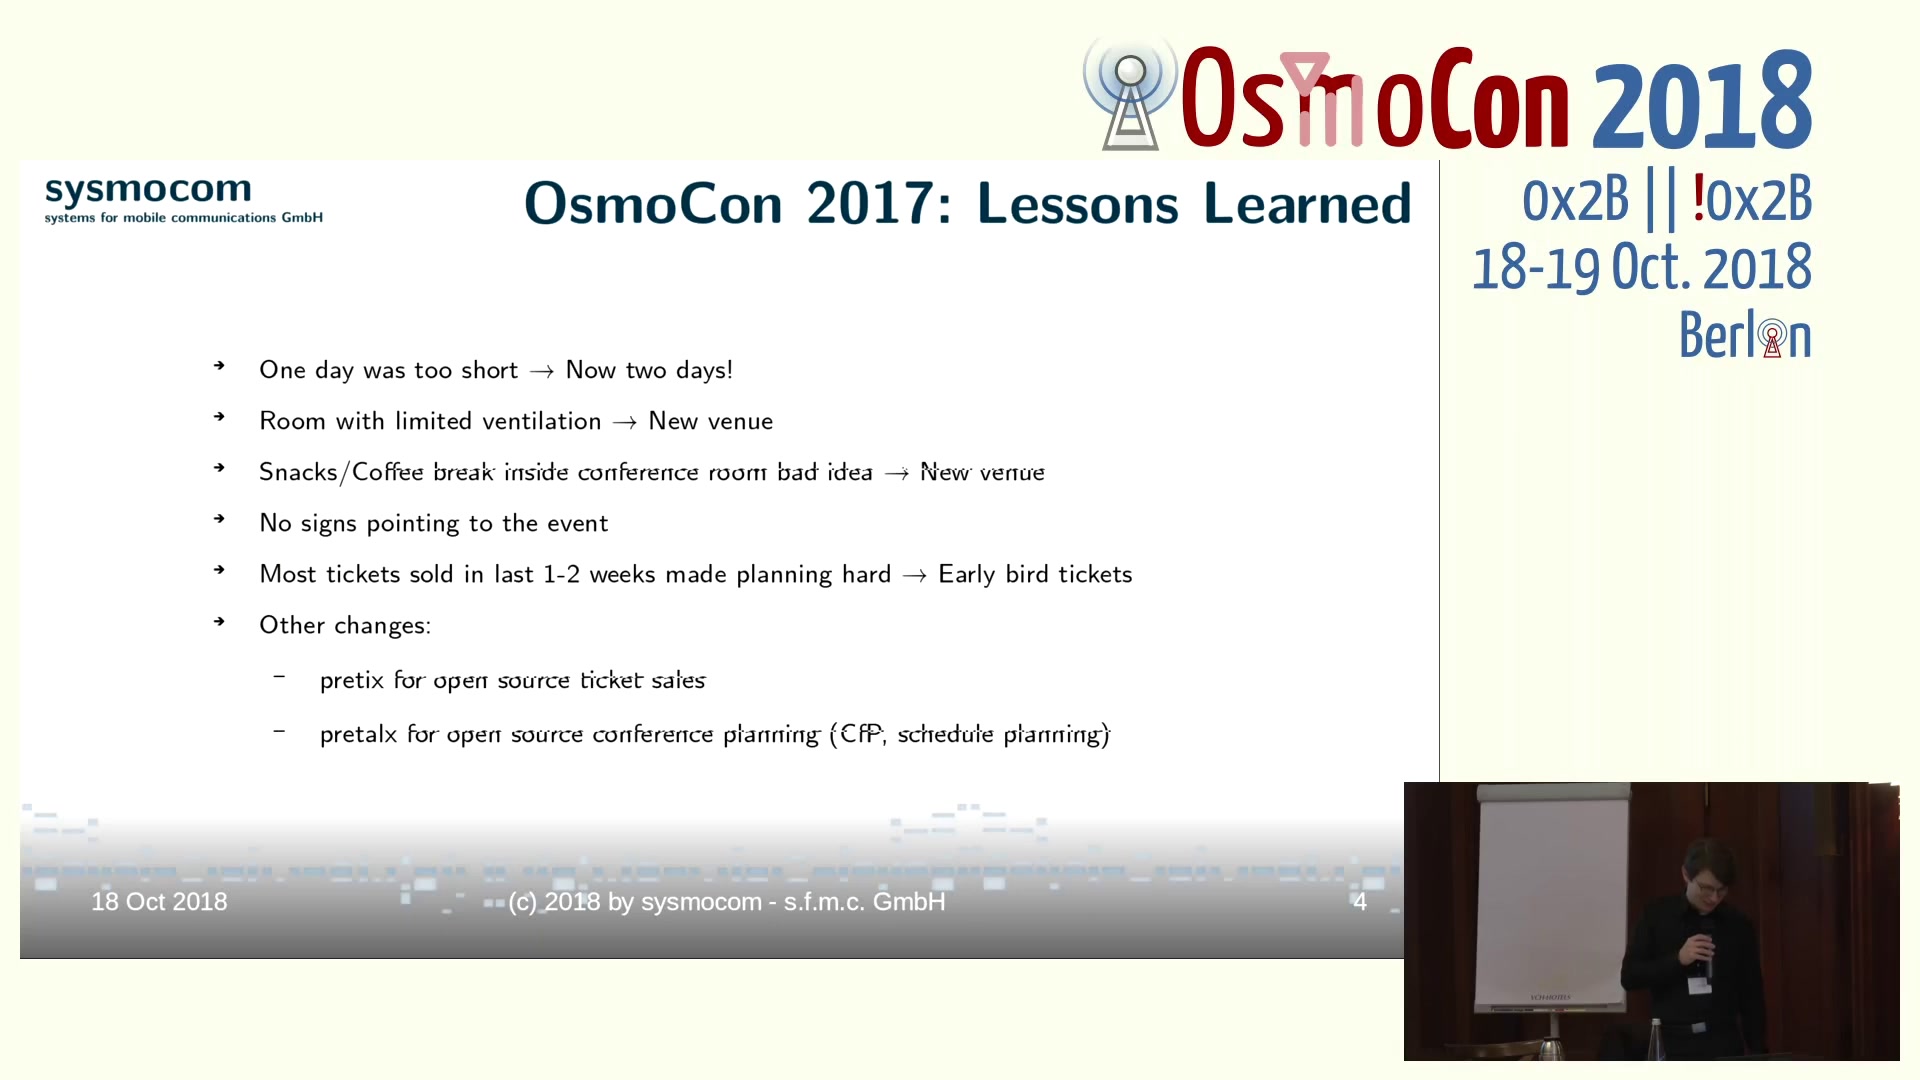 OsmoCon 2018
0x2B || !0x2B
18-19 Oct. 2018
Berlin
sysmocom
systems for mobile communications GmbH
OsmoCon 2017: Lessons Learned
➔ One day was too short → Now two days!
➔ Room with limited ventilation → New venue
➔ Snacks/Coffee break inside conference room bad idea → New venue
➔ No signs pointing to the event
➔ Most tickets sold in last 1-2 weeks made planning hard → Early bird tickets
➔ Other changes:
– pretix for open source ticket sales
– pretalx for open source conference planning (CfP, schedule planning)
18 Oct 2018
(c) 2018 by sysmocom - s.f.m.c. GmbH
4